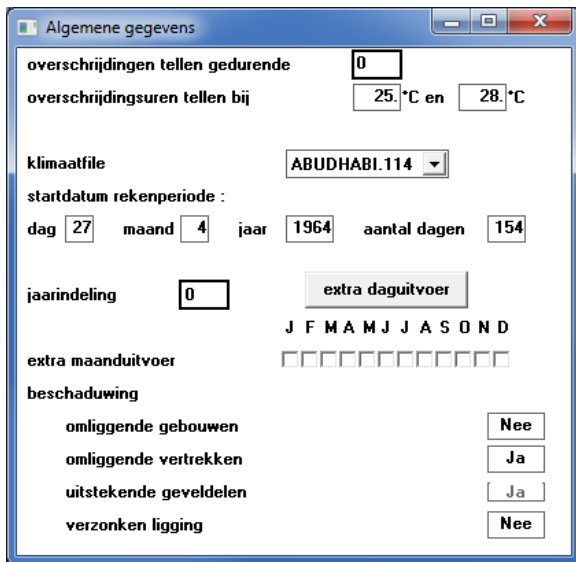 Algemene gegevens
overschrijdingen tellen gedurende 0
overschrijdingsuren tellen bij 25. °C en 28. °C
klimaatfile ABUDHABI.114
startdatum rekenperiode :
dag 27 maand 4 jaar 1964 aantal dagen 154
jaarindeling 0 extra daguitvoer
J F M A M J J A S O N D
extra maanduitvoer
beschaduwing
omliggende gebouwen Nee
omliggende vertrekken Ja
uitstekende geveldelen Ja
verzonken ligging Nee